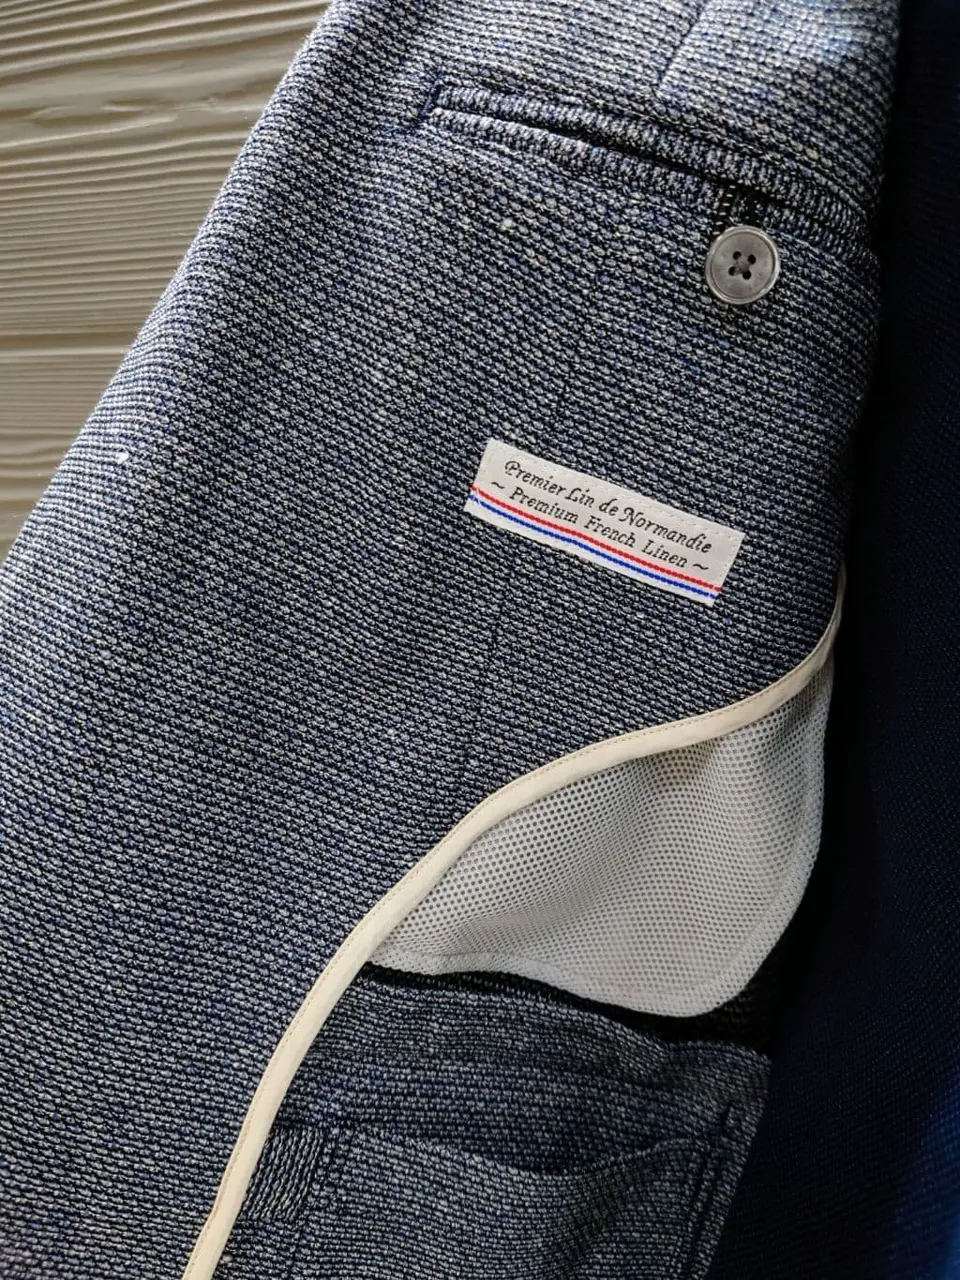 Premier Lin de Normandie
~ Premium French Linen ~